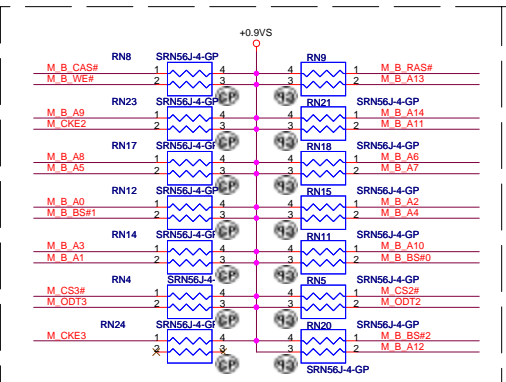 +0.9VS
RN8 SRN56J-4-GP RN9
M_B_CAS# 1 4 4 1 M_B_RAS#
M_B_WE# 2 3 3 2 M_B_A13
RN23 SRN56J-4-GP RN21 SRN56J-4-GP
M_B_A9 1 4 4 1 M_B_A14
M_CKE2 2 3 3 2 M_B_A11
RN17 SRN56J-4-GP RN18 SRN56J-4-GP
M_B_A8 1 4 4 1 M_B_A6
M_B_A5 2 3 3 2 M_B_A7
RN12 SRN56J-4-GP RN15 SRN56J-4-GP
M_B_A0 1 4 4 1 M_B_A2
M_B_BS#1 2 3 3 2 M_B_A4
RN14 SRN56J-4-GP RN11 SRN56J-4-GP
M_B_A3 1 4 4 1 M_B_A10
M_B_A1 2 3 3 2 M_B_BS#0
RN4 SRN56J-4- RN5 SRN56J-4-GP
M_CS3# 1 4 4 1 M_CS2#
M_ODT3 2 3 3 2 M_ODT2
RN24 SRN56J-4-GP RN20 SRN56J-4-GP
M_CKE3 1 4 4 1 M_B_BS#2
2 3 3 2 M_B_A12
SRN56J-4-GP